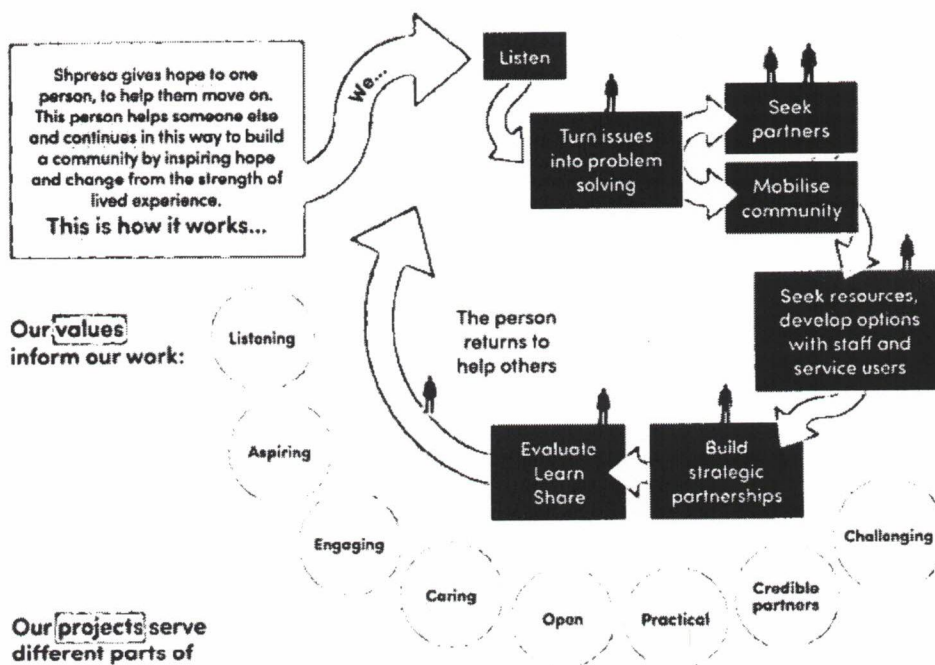 Shpresa gives hope to one
person, to help them move on.
This person helps someone else
and continues in this way to build
a community by inspiring hope
and change from the strength of
lived experience.
This is how it works...
We...
Listen
Turn issues
into problem
solving
Seek
partners
Mobilise
community
Seek resources,
develop options
with staff and
service users
Build
strategic
partnerships
Evaluate
Learn
Share
The person
returns to
help others
Our values
inform our work:
Listening
Aspiring
Engaging
Caring
Open
Practical
Credible
partners
Challenging
Our projects serve
different parts of